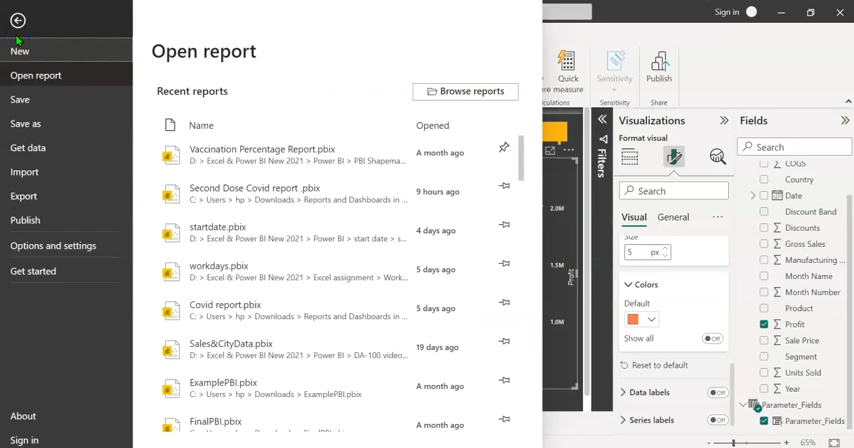 Sign in
New
Open report
Save
Save as
Get data
Import
Export
Publish
Options and settings
Get started
About
Sign in
Open report
Recent reports
Browse reports
Name
Opened
Vaccination Percentage Report.pbix
D: > Excel & Power BI New 2021 > Power BI > PBI Shapema...
A month ago
Second Dose Covid report .pbix
C: > Users > hp > Downloads > Reports and Dashboards in ...
9 hours ago
startdate.pbix
D: > Excel & Power BI New 2021 > Power BI > start date > s...
4 days ago
workdays.pbix
D: > Excel & Power BI New 2021 > Excel assignment > Work...
5 days ago
Covid report.pbix
C: > Users > hp > Downloads > Reports and Dashboards in ...
5 days ago
Sales&CityData.pbix
D: > Excel & Power BI New 2021 > Power BI > DA-100 video...
19 days ago
ExamplePBI.pbix
C: > Users > hp > Downloads > ExamplePBI.pbix
A month ago
FinalPBI.pbix
A month ago
Quick
re measure
Sensitivity
Publish
Sensitivity
Share
2.0M
1.5M
1.0M
Profit
Filters
Visualizations
Format visual
Search
Visual
General
Size
5 px
Colors
Default
Show all
Off
Reset to default
Data labels
Off
Series labels
Off
Fields
Search
COGS
Country
Date
Discount Band
Discounts
Gross Sales
Manufacturing ...
Month Name
Month Number
Product
Profit
Sale Price
Segment
Units Sold
Year
Parameter_Fields
Parameter_Fields
65%